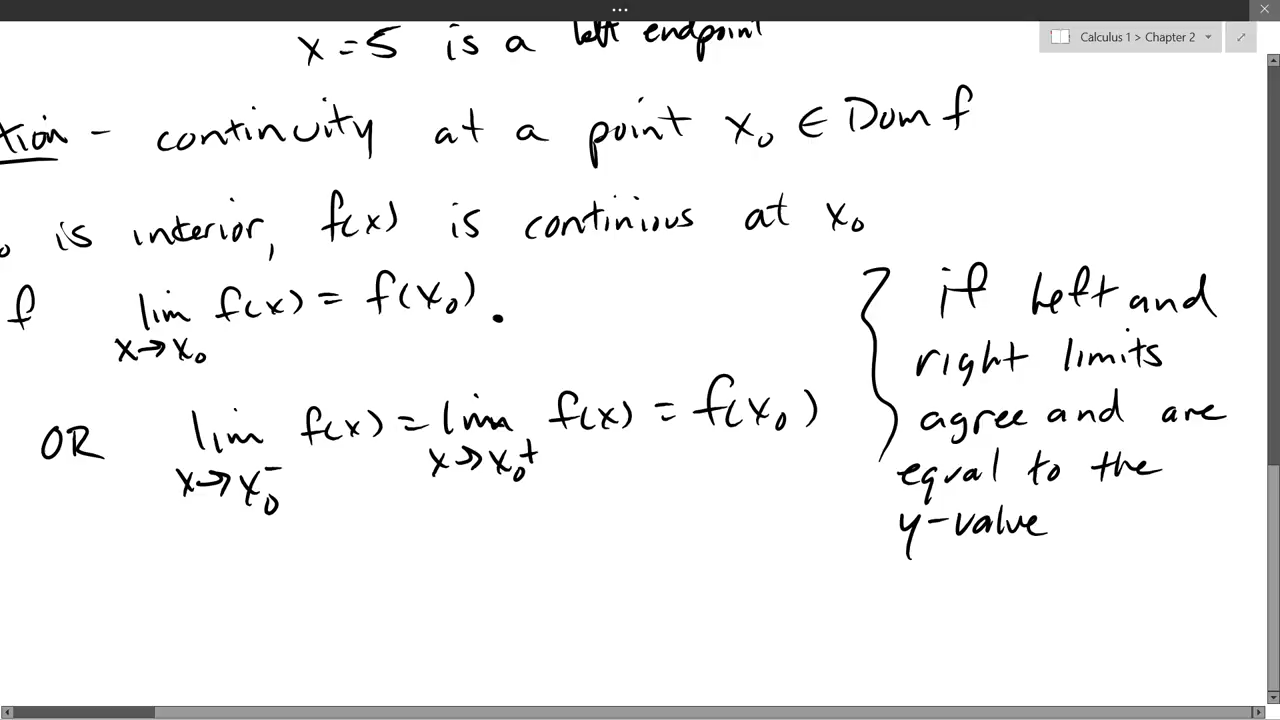 Calculus 1 > Chapter 2
x = 5 is a left endpoint
tion - continuity at a point x₀ ∈ Dom f
₀ is interior, f(x) is continious at x₀
f lim f(x) = f(x₀).
x→x₀
OR lim f(x) = lim f(x) = f(x₀)
x→x₀⁻ x→x₀⁺
if left and
right limits
agree and are
equal to the
y-value